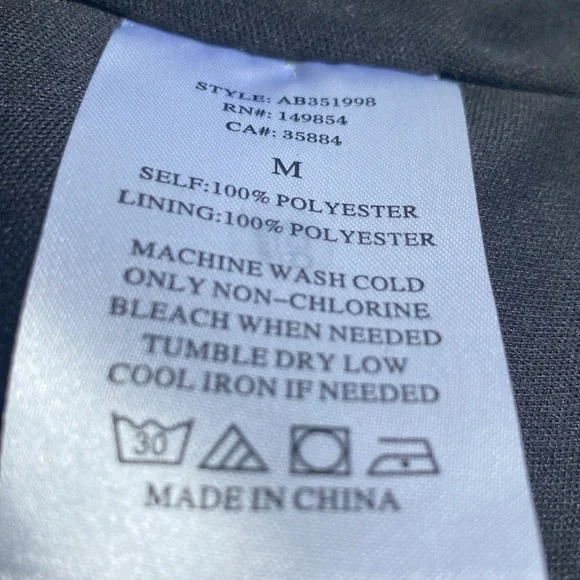 STYLE: AB351998
RN#: 149854
CA#: 35884
M
SELF:100% POLYESTER
LINING:100% POLYESTER
MACHINE WASH COLD
ONLY NON-CHLORINE
BLEACH WHEN NEEDED
TUMBLE DRY LOW
COOL IRON IF NEEDED
30
MADE IN CHINA